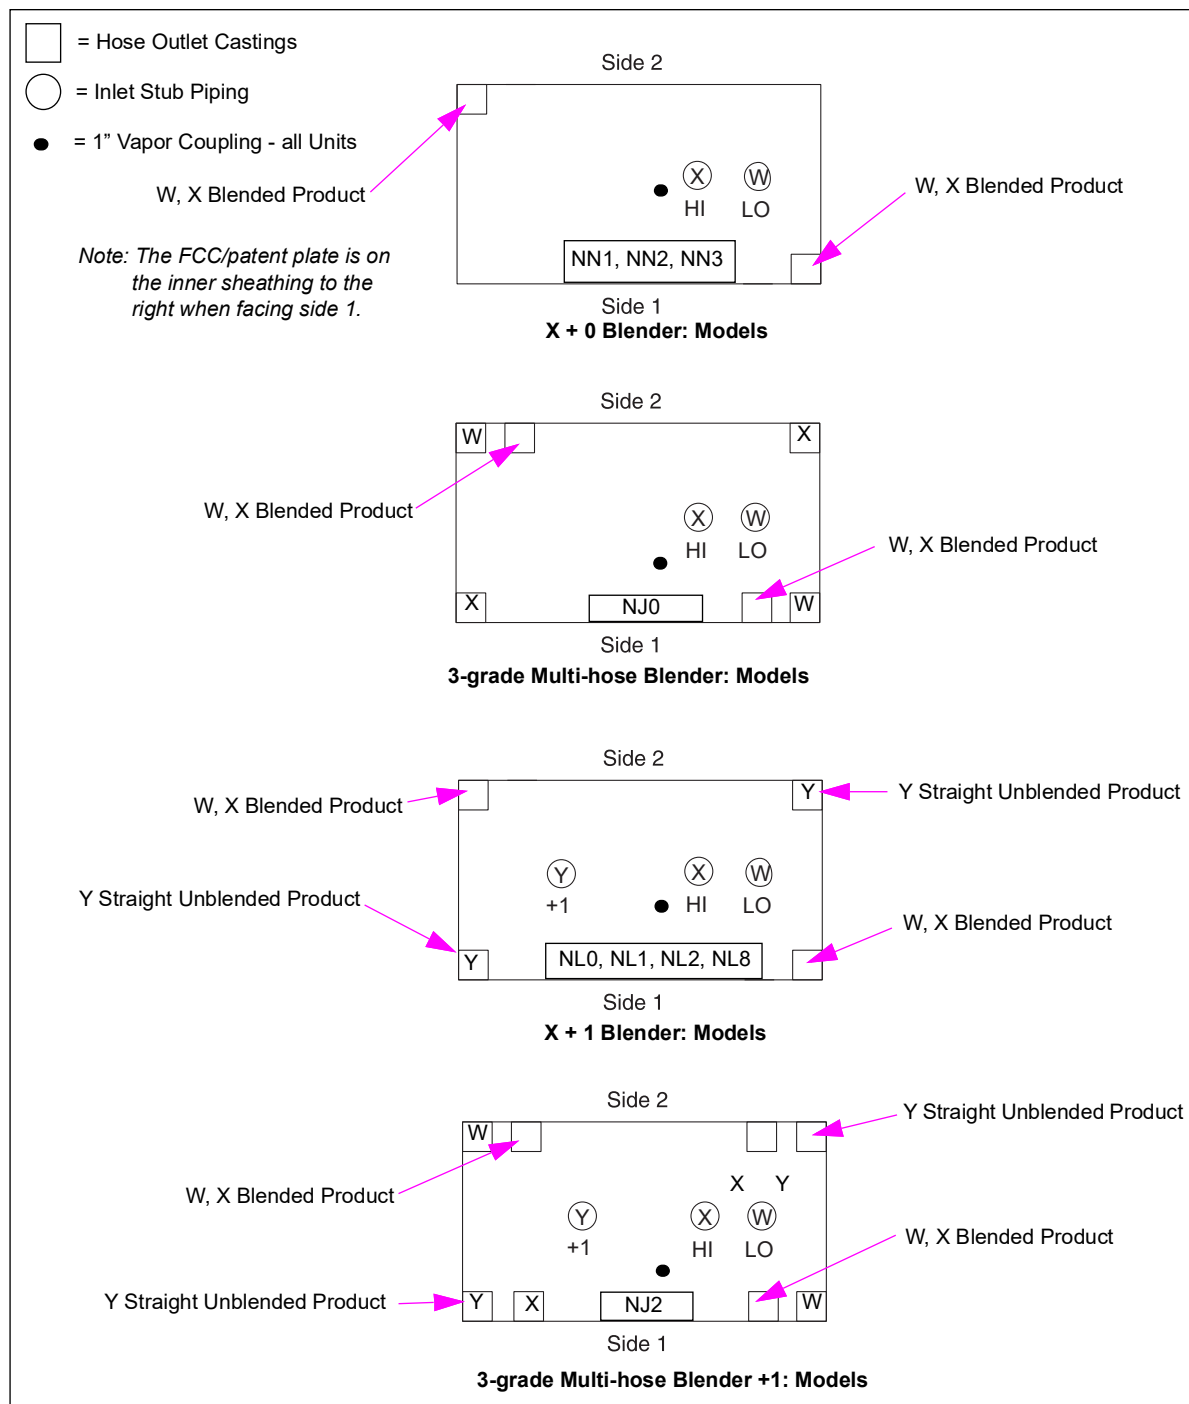 = Hose Outlet Castings
= Inlet Stub Piping
= 1” Vapor Coupling - all Units
Side 2
W, X Blended Product
X W
HI LO
W, X Blended Product
Note: The FCC/patent plate is on
the inner sheathing to the
right when facing side 1.
NN1, NN2, NN3
Side 1
X + 0 Blender: Models
Side 2
W X
W, X Blended Product
X W
HI LO
W, X Blended Product
X NJ0 W
Side 1
3-grade Multi-hose Blender: Models
Side 2
W, X Blended Product
Y Y Straight Unblended Product
Y X W
+1 HI LO
Y Straight Unblended Product
W, X Blended Product
Y NL0, NL1, NL2, NL8
Side 1
X + 1 Blender: Models
Side 2
Y Straight Unblended Product
W
X Y
W, X Blended Product
Y X W
+1 HI LO
W, X Blended Product
Y Straight Unblended Product
Y X NJ2 W
Side 1
3-grade Multi-hose Blender +1: Models